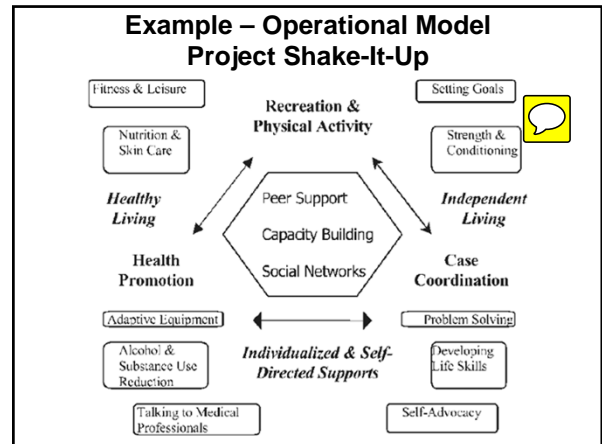 Example – Operational Model
Project Shake-It-Up
Fitness & Leisure
Setting Goals
Recreation &
Physical Activity
Nutrition &
Skin Care
Strength &
Conditioning
Healthy
Living
Peer Support
Capacity Building
Social Networks
Independent
Living
Health
Promotion
Case
Coordination
Adaptive Equipment
Problem Solving
Alcohol &
Substance Use
Reduction
Individualized & Self-
Directed Supports
Developing
Life Skills
Talking to Medical
Professionals
Self-Advocacy